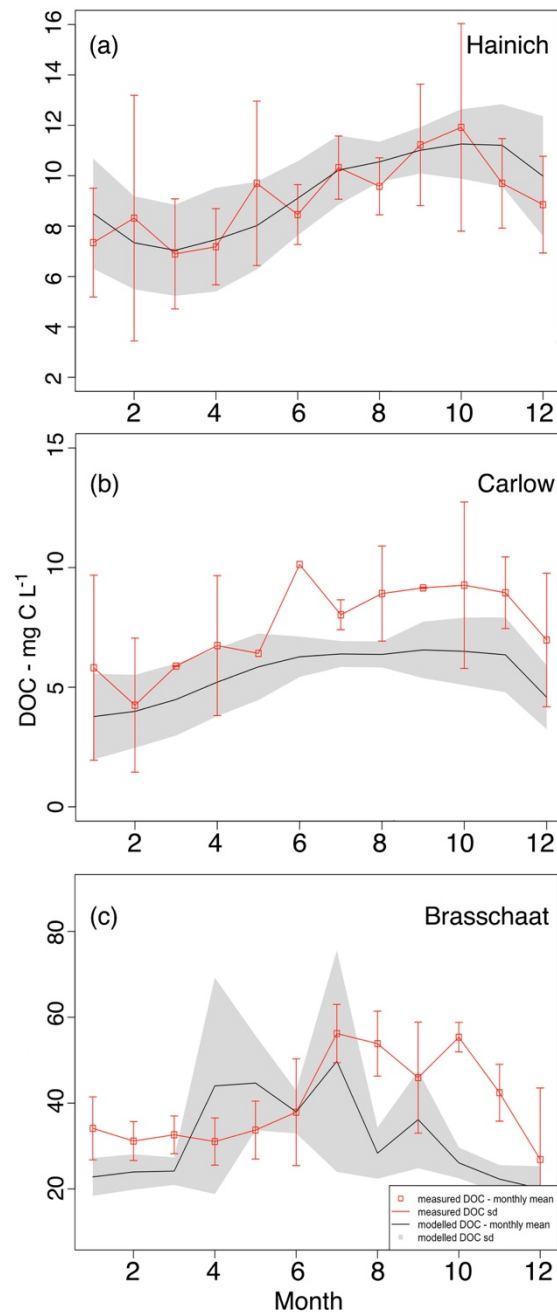 (a)
Hainich
16
14
12
10
8
6
4
2
2 4 6 8 10 12
(b)
Carlow
15
10
5
0
2 4 6 8 10 12
DOC - mg C L-1
(c)
Brasschaat
80
60
40
20
measured DOC - monthly mean
measured DOC sd
modelled DOC - monthly mean
modelled DOC sd
2 4 6 8 10 12
Month